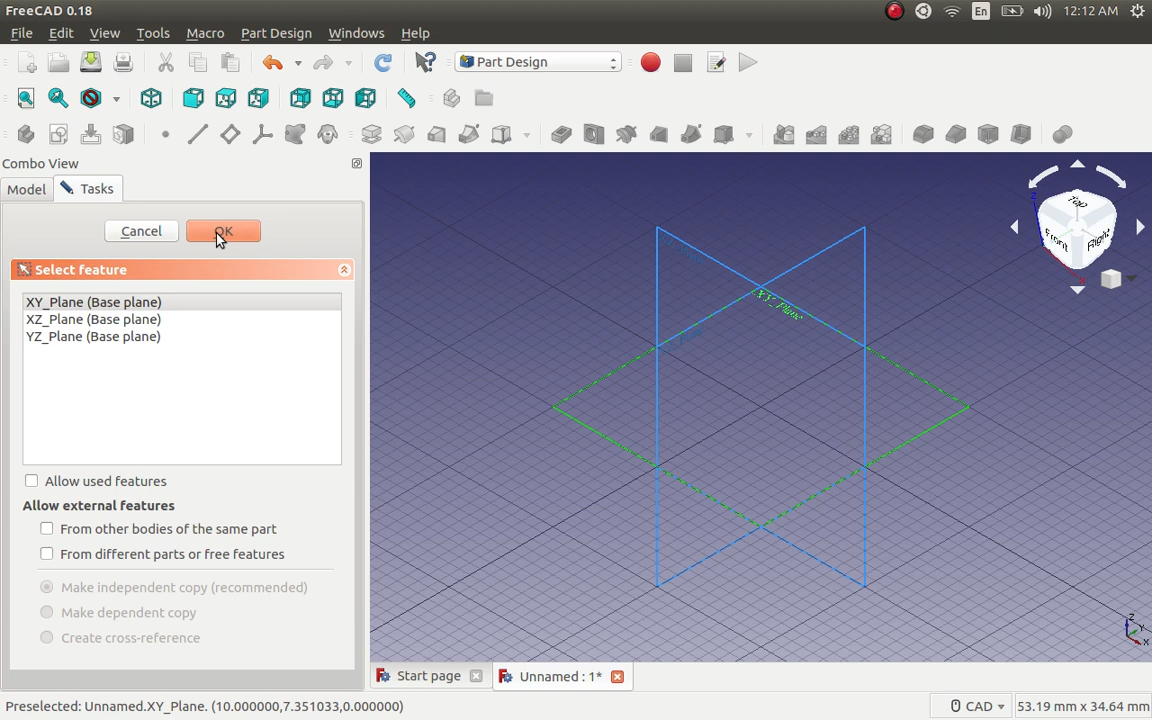 FreeCAD 0.18
En
12:12 AM
File Edit View Tools Macro Part Design Windows Help
Part Design
Combo View
Model Tasks
Cancel OK
Select feature
XY_Plane (Base plane)
XZ_Plane (Base plane)
YZ_Plane (Base plane)
Allow used features
Allow external features
From other bodies of the same part
From different parts or free features
Make independent copy (recommended)
Make dependent copy
Create cross-reference
XY_Plane
Top
Front
Right
Z
X
Z
Y
X
Start page
Unnamed : 1*
Preselected: Unnamed.XY_Plane. (10.000000,7.351033,0.000000)
CAD
53.19 mm x 34.64 mm